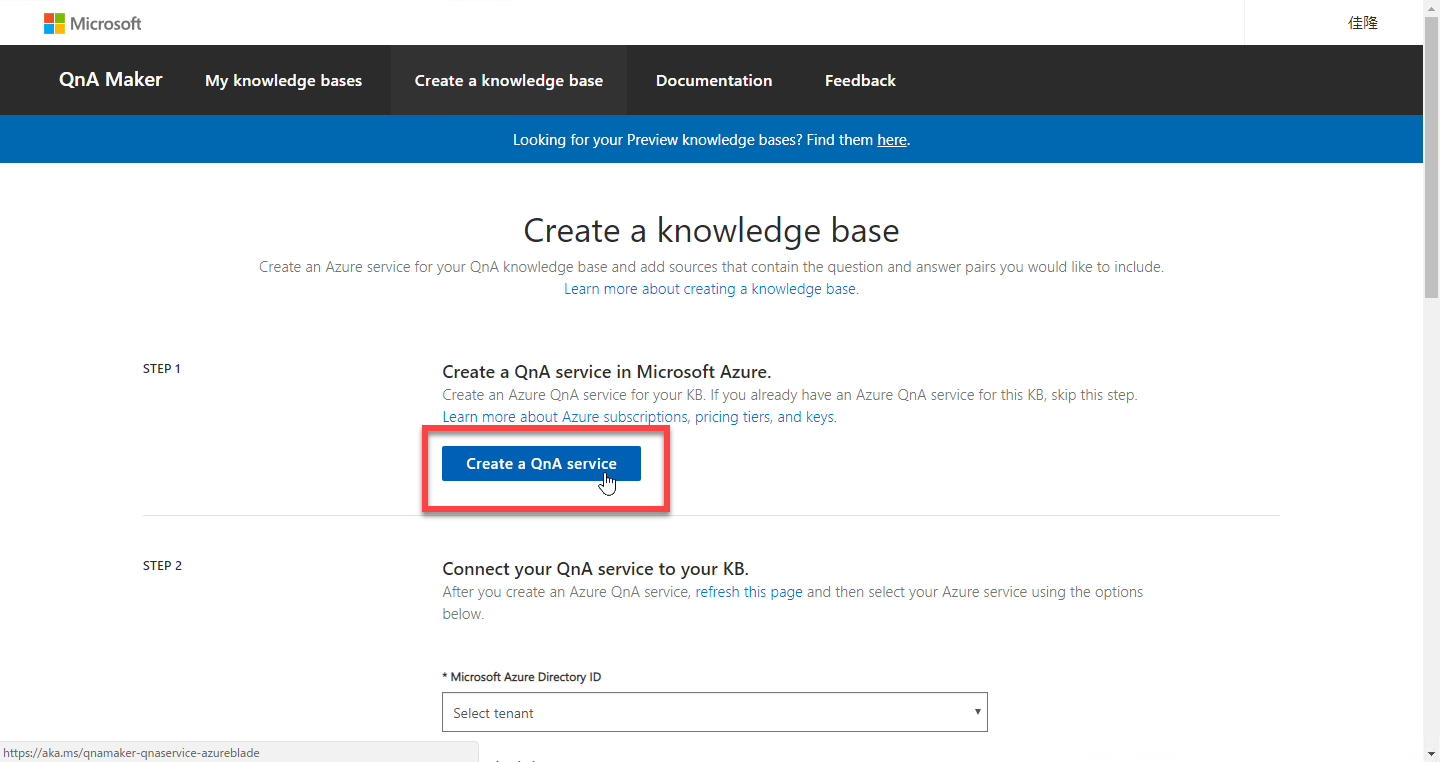 Microsoft
佳隆
QnA Maker My knowledge bases Create a knowledge base Documentation Feedback
Looking for your Preview knowledge bases? Find them here.
Create a knowledge base
Create an Azure service for your QnA knowledge base and add sources that contain the question and answer pairs you would like to include.
Learn more about creating a knowledge base.
STEP 1
Create a QnA service in Microsoft Azure.
Create an Azure QnA service for your KB. If you already have an Azure QnA service for this KB, skip this step.
Learn more about Azure subscriptions, pricing tiers, and keys.
Create a QnA service
STEP 2
Connect your QnA service to your KB.
After you create an Azure QnA service, refresh this page and then select your Azure service using the options
below.
* Microsoft Azure Directory ID
Select tenant
https://aka.ms/qnamaker-qnaservice-azureblade